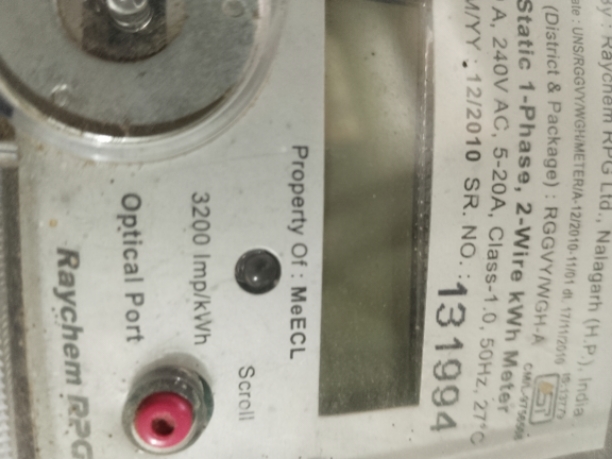 by : Raychem RPG Ltd., Nalagarh (H.P.), India
(District & Package) : RGGVY/WGH-A
Static 1-Phase, 2-Wire kWh Meter
A, 240V AC, 5-20A, Class-1.0, 50Hz, 27°C
M/YY : 12/2010 SR. NO. : 131994
Property Of : MeECL
Scroll
3200 Imp/kWh
Optical Port
Raychem RPG